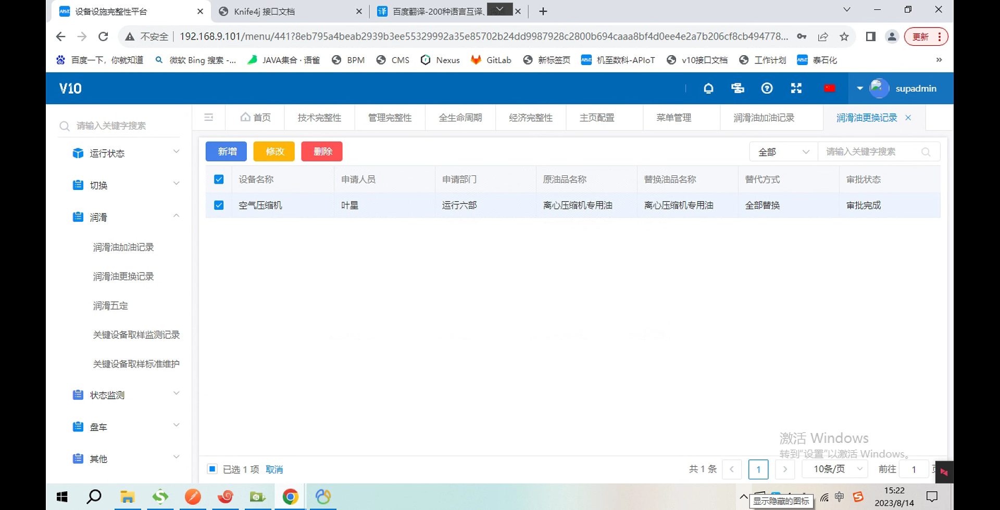 设备设施完整性平台
Knife4j 接口文档
百度翻译-200种语言互译、
不安全
192.168.9.101/menu/441?8eb795a4beab2939b3ee55329992a35e85702b24dd9987928c2800b694caaa8bf4d0ee4e2a7b206cf8cb494778...
更新
百度一下，你就知道
微软 Bing 搜索 -...
JAVA集合 · 语雀
BPM
CMS
Nexus
GitLab
新标签页
机至数科-APIoT
v10接口文档
工作计划
泰石化
V10
supadmin
请输入关键字搜索
首页
技术完整性
管理完整性
全生命周期
经济完整性
主页配置
菜单管理
润滑油加油记录
润滑油更换记录
运行状态
切换
润滑
润滑油加油记录
润滑油更换记录
润滑五定
关键设备取样监测记录
关键设备取样标准维护
状态监测
盘车
其他
新增
修改
删除
全部
请输入关键字搜索
设备名称
申请人员
申请部门
原油品名称
替换油品名称
替代方式
审批状态
空气压缩机
叶星
运行六部
离心压缩机专用油
离心压缩机专用油
全部替换
审批完成
激活 Windows
转到“设置”以激活 Windows。
已选 1 项 取消
共 1 条
1
10条/页
前往
1
显示隐藏的图标
中
15:22
2023/8/14